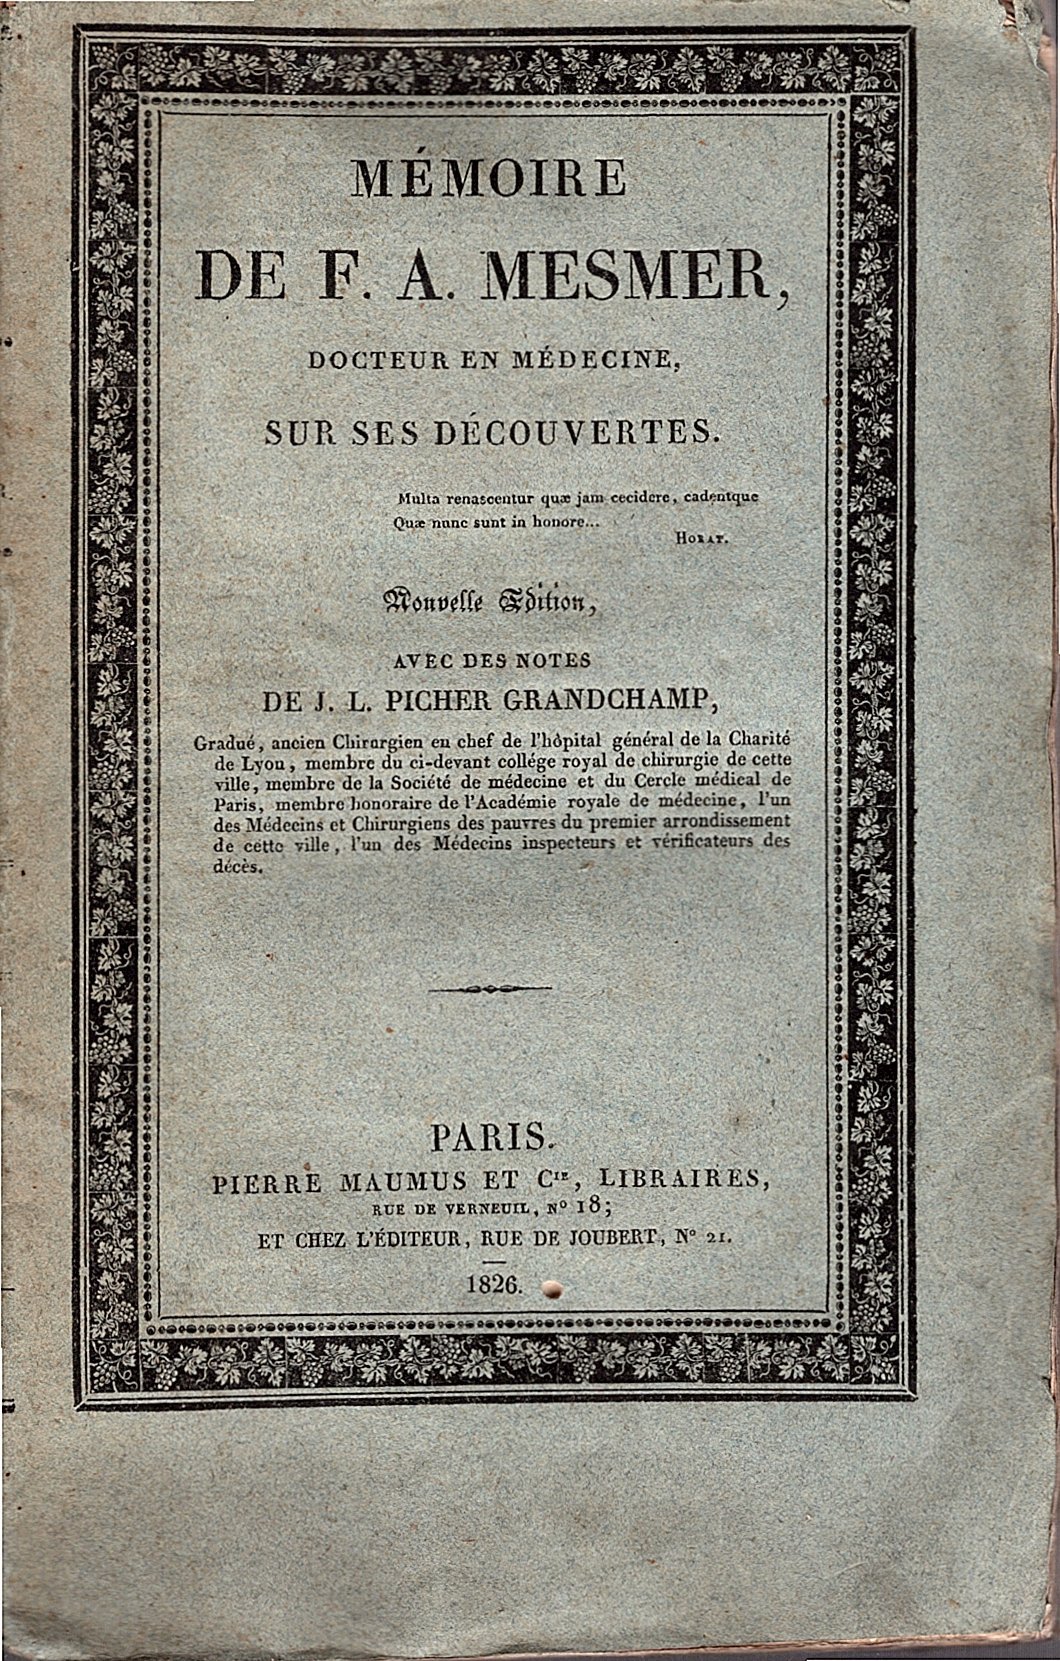 MÉMOIRE
DE F. A. MESMER,
DOCTEUR EN MÉDECINE,
SUR SES DÉCOUVERTES.
Multa renascentur quæ jam cecidere, cadentque
Quæ nunc sunt in honore...
HORAT.
Nouvelle Édition,
AVEC DES NOTES
DE J. L. PICHER GRANDCHAMP,
Gradué, ancien Chirurgien en chef de l'hôpital général de la Charité
de Lyon, membre du ci-devant collége royal de chirurgie de cette
ville, membre de la Société de médecine et du Cercle médical de
Paris, membre honoraire de l'Académie royale de médecine, l'un
des Médecins et Chirurgiens des pauvres du premier arrondissement
de cette ville, l'un des Médecins inspecteurs et vérificateurs des
décès.
PARIS.
PIERRE MAUMUS ET Cie, LIBRAIRES,
RUE DE VERNEUIL, No 18;
ET CHEZ L'ÉDITEUR, RUE DE JOUBERT, No 21.
1826.